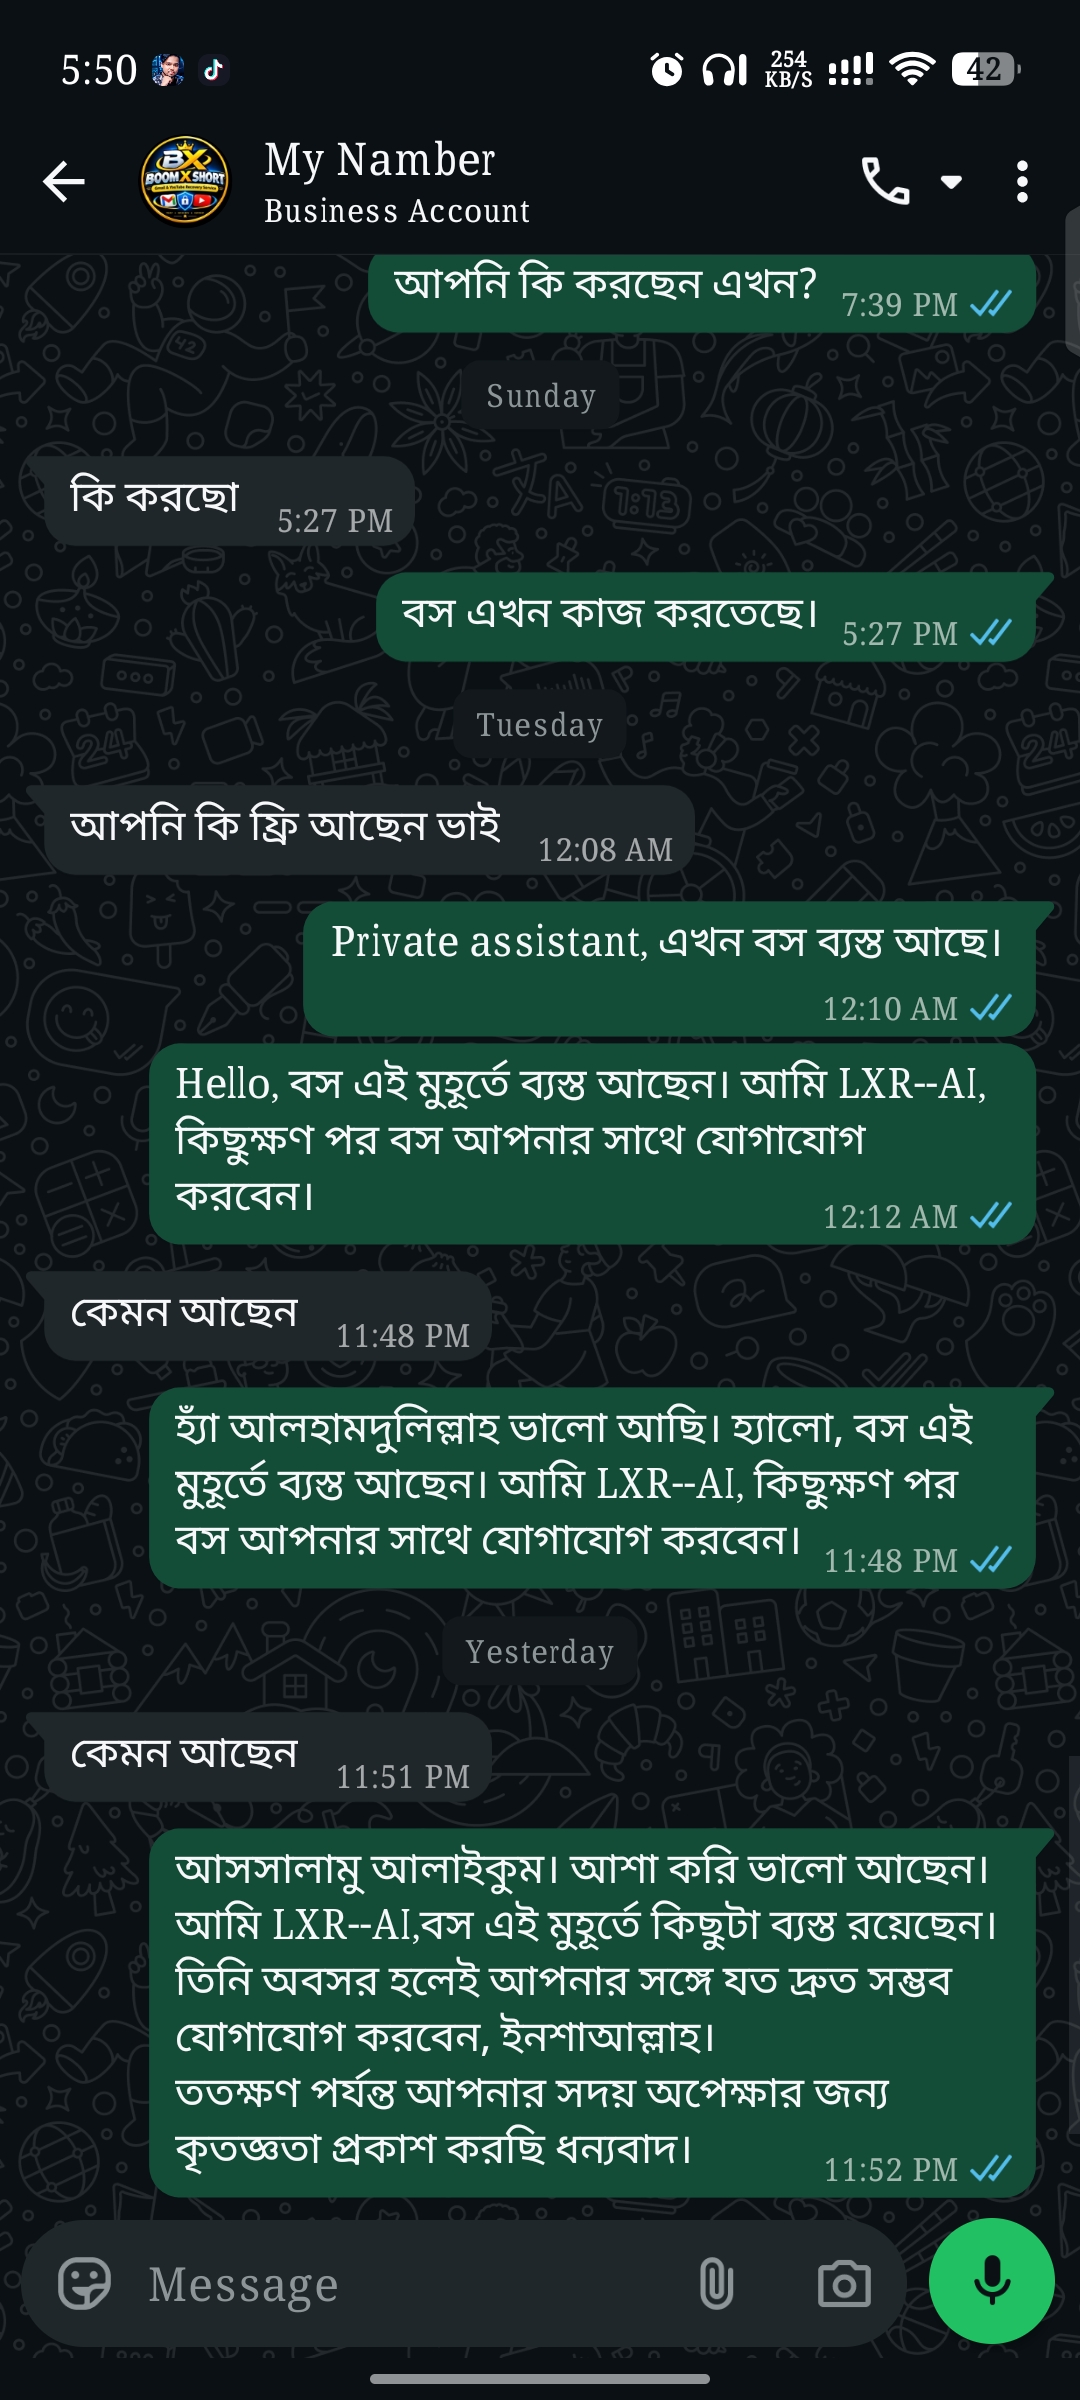 5:50
254
KB/S
42
My Namber
Business Account
BX
BOOM X SHORT
আপনি কি করছেন এখন?
7:39 PM
Sunday
কি করছো
5:27 PM
বস এখন কাজ করতেছে।
5:27 PM
Tuesday
আপনি কি ফ্রি আছেন ভাই
12:08 AM
Private assistant, এখন বস ব্যস্ত আছে।
12:10 AM
Hello, বস এই মুহূর্তে ব্যস্ত আছেন। আমি LXR--AI,
কিছুক্ষণ পর বস আপনার সাথে যোগাযোগ
করবেন।
12:12 AM
কেমন আছেন
11:48 PM
হ্যাঁ আলহামদুলিল্লাহ ভালো আছি। হ্যালো, বস এই
মুহূর্তে ব্যস্ত আছেন। আমি LXR--AI, কিছুক্ষণ পর
বস আপনার সাথে যোগাযোগ করবেন।
11:48 PM
Yesterday
কেমন আছেন
11:51 PM
আসসালামু আলাইকুম। আশা করি ভালো আছেন।
আমি LXR--AI,বস এই মুহূর্তে কিছুটা ব্যস্ত রয়েছেন।
তিনি অবসর হলেই আপনার সঙ্গে যত দ্রুত সম্ভব
যোগাযোগ করবেন, ইনশাআল্লাহ।
ততক্ষণ পর্যন্ত আপনার সদয় অপেক্ষার জন্য
কৃতজ্ঞতা প্রকাশ করছি ধন্যবাদ।
11:52 PM
Message